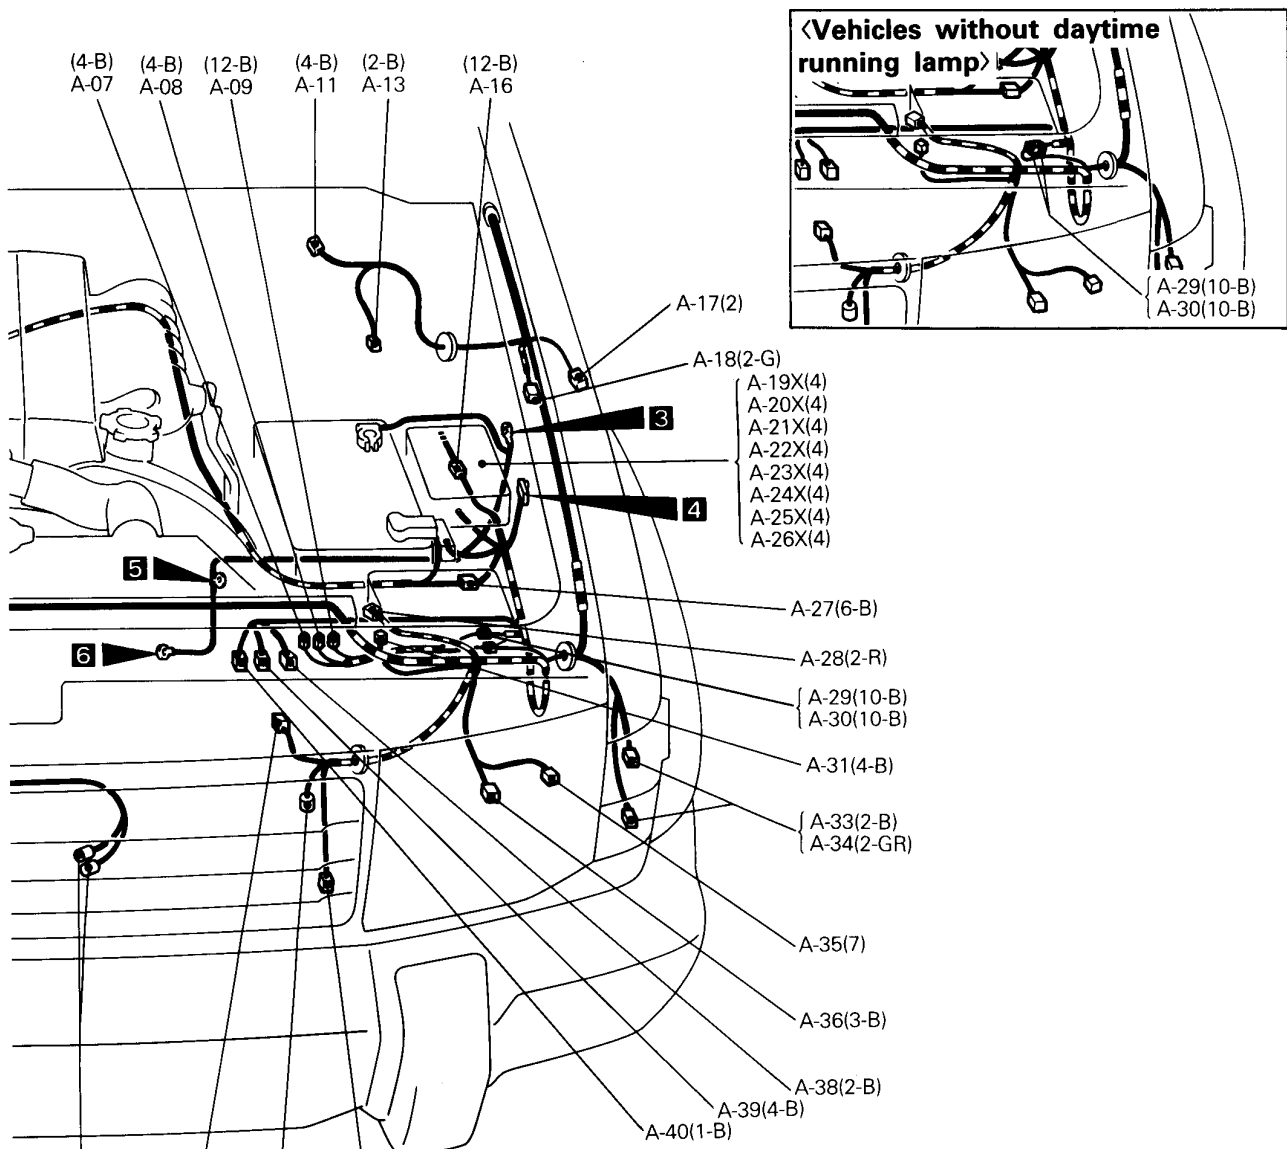 〈Vehicles without daytime
running lamp〉
(4-B) (4-B) (12-B) (4-B) (2-B) (12-B)
A-07 A-08 A-09 A-11 A-13 A-16
A-29(10-B)
A-30(10-B)
A-17(2)
A-18(2-G)
A-19X(4)
A-20X(4)
3
A-21X(4)
A-22X(4)
A-23X(4)
A-24X(4)
4
A-25X(4)
A-26X(4)
5
A-27(6-B)
6
A-28(2-R)
A-29(10-B)
A-30(10-B)
A-31(4-B)
A-33(2-B)
A-34(2-GR)
A-35(7)
A-36(3-B)
A-38(2-B)
A-39(4-B)
A-40(1-B)